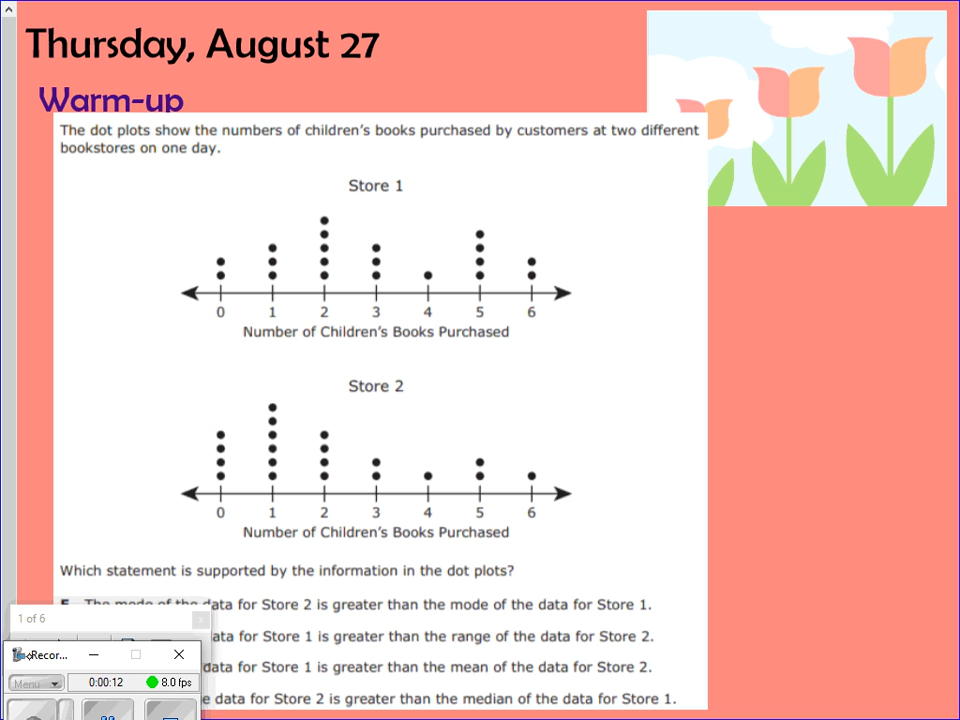 Thursday, August 27
Warm-up
The dot plots show the numbers of children's books purchased by customers at two different
bookstores on one day.
Store 1
0 1 2 3 4 5 6
Number of Children's Books Purchased
Store 2
0 1 2 3 4 5 6
Number of Children's Books Purchased
Which statement is supported by the information in the dot plots?
F The mode of the data for Store 2 is greater than the mode of the data for Store 1.
1 of 6 x
ata for Store 1 is greater than the range of the data for Store 2.
Recor...
data for Store 1 is greater than the mean of the data for Store 2.
Menu 0:00:12 8.0 fps
e data for Store 2 is greater than the median of the data for Store 1.